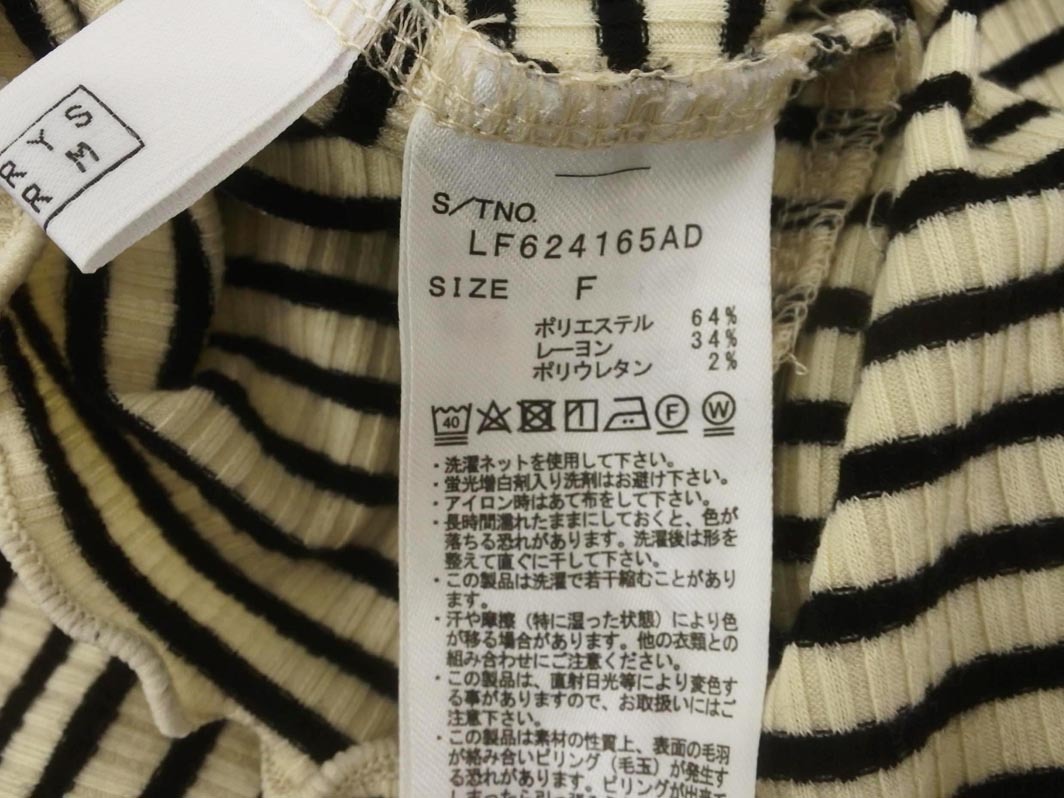 RYS
RM
S/TNO.
LF624165AD
SIZE F
ポリエステル 64%
レーヨン 34%
ポリウレタン 2%
40 F W
・洗濯ネットを使用して下さい。
・蛍光増白剤入り洗剤はお避け下さい。
・アイロン時はあて布をして下さい。
・長時間濡れたままにしておくと、色が
落ちる恐れがあります。洗濯後は形を
整えて直ぐに干して下さい。
・この製品は洗濯で若干縮むことがあり
ます。
・汗や摩擦（特に湿った状態）により色
が移る場合があります。他の衣類との
組み合わせにご注意ください。
・この製品は、直射日光等により変色す
る事がありますので、お取扱いにはご
注意下さい。
・この製品は素材の性質上、表面の毛羽
が絡み合いピリング（毛玉）が発生す
る恐れがあります。ピリングが出来て